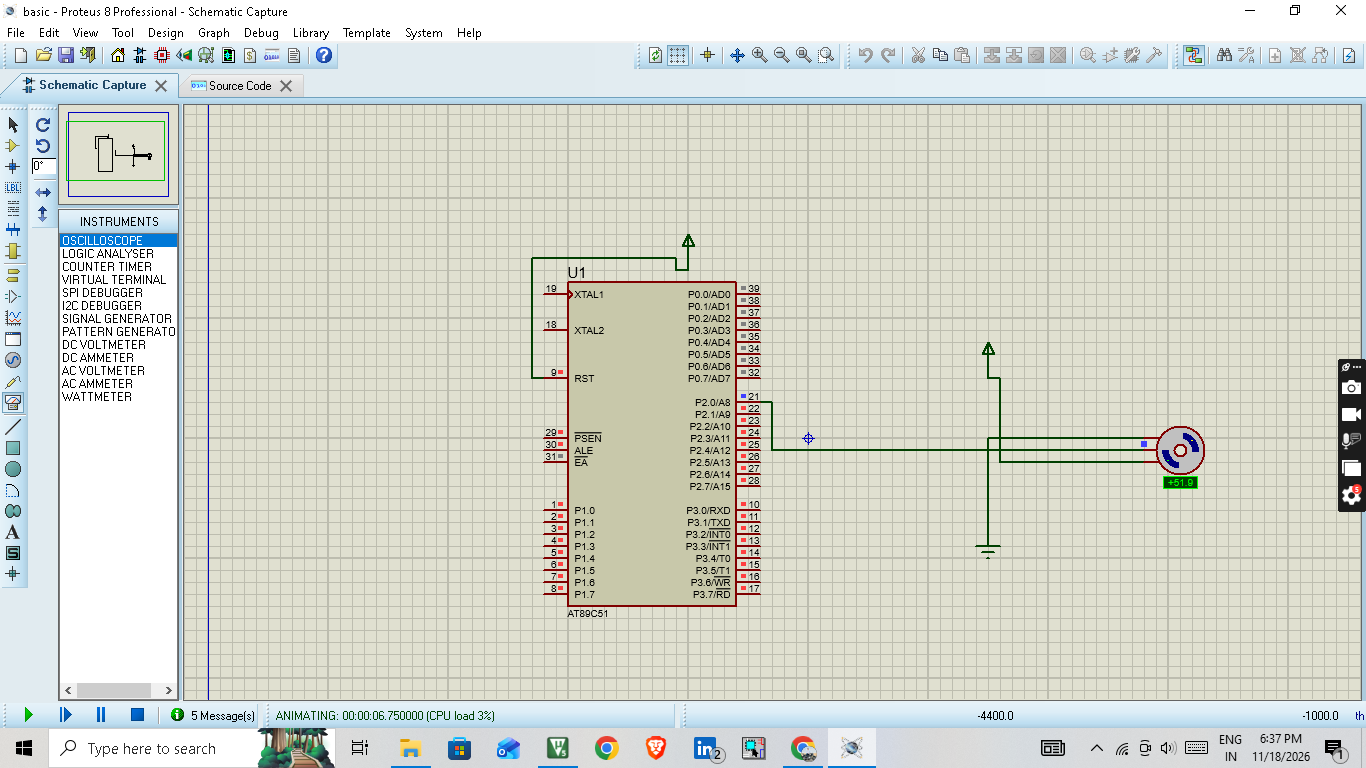 basic - Proteus 8 Professional - Schematic Capture
File Edit View Tool Design Graph Debug Library Template System Help
Schematic Capture
Source Code
0°
LBL
INSTRUMENTS
OSCILLOSCOPE
LOGIC ANALYSER
COUNTER TIMER
VIRTUAL TERMINAL
SPI DEBUGGER
I2C DEBUGGER
SIGNAL GENERATOR
PATTERN GENERATO
DC VOLTMETER
DC AMMETER
AC VOLTMETER
AC AMMETER
WATTMETER
A
S
U1
19 XTAL1
18 XTAL2
9 RST
29 PSEN
30 ALE
31 EA
1 P1.0
2 P1.1
3 P1.2
4 P1.3
5 P1.4
6 P1.5
7 P1.6
8 P1.7
P0.0/AD0 39
P0.1/AD1 38
P0.2/AD2 37
P0.3/AD3 36
P0.4/AD4 35
P0.5/AD5 34
P0.6/AD6 33
P0.7/AD7 32
P2.0/A8 21
P2.1/A9 22
P2.2/A10 23
P2.3/A11 24
P2.4/A12 25
P2.5/A13 26
P2.6/A14 27
P2.7/A15 28
P3.0/RXD 10
P3.1/TXD 11
P3.2/INT0 12
P3.3/INT1 13
P3.4/T0 14
P3.5/T1 15
P3.6/WR 16
P3.7/RD 17
AT89C51
+51.9
5 Message(s)
ANIMATING: 00:00:06.750000 (CPU load 3%)
-4400.0
-1000.0
th
Type here to search
in 2
ENG
IN
6:37 PM
11/18/2026
1